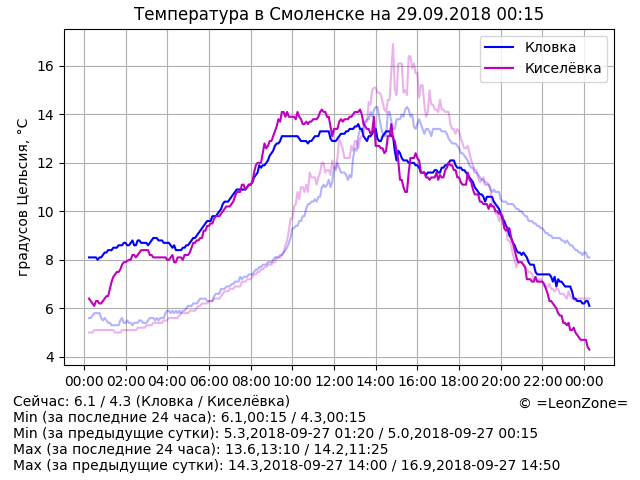 Температура в Смоленске на 29.09.2018 00:15
Кловка
Киселёвка
градусов Цельсия, °C
16
14
12
10
8
6
4
00:00 02:00 04:00 06:00 08:00 10:00 12:00 14:00 16:00 18:00 20:00 22:00 00:00
Сейчас: 6.1 / 4.3 (Кловка / Киселёвка)
© =LeonZone=
Min (за последние 24 часа): 6.1,00:15 / 4.3,00:15
Min (за предыдущие сутки): 5.3,2018-09-27 01:20 / 5.0,2018-09-27 00:15
Max (за последние 24 часа): 13.6,13:10 / 14.2,11:25
Max (за предыдущие сутки): 14.3,2018-09-27 14:00 / 16.9,2018-09-27 14:50